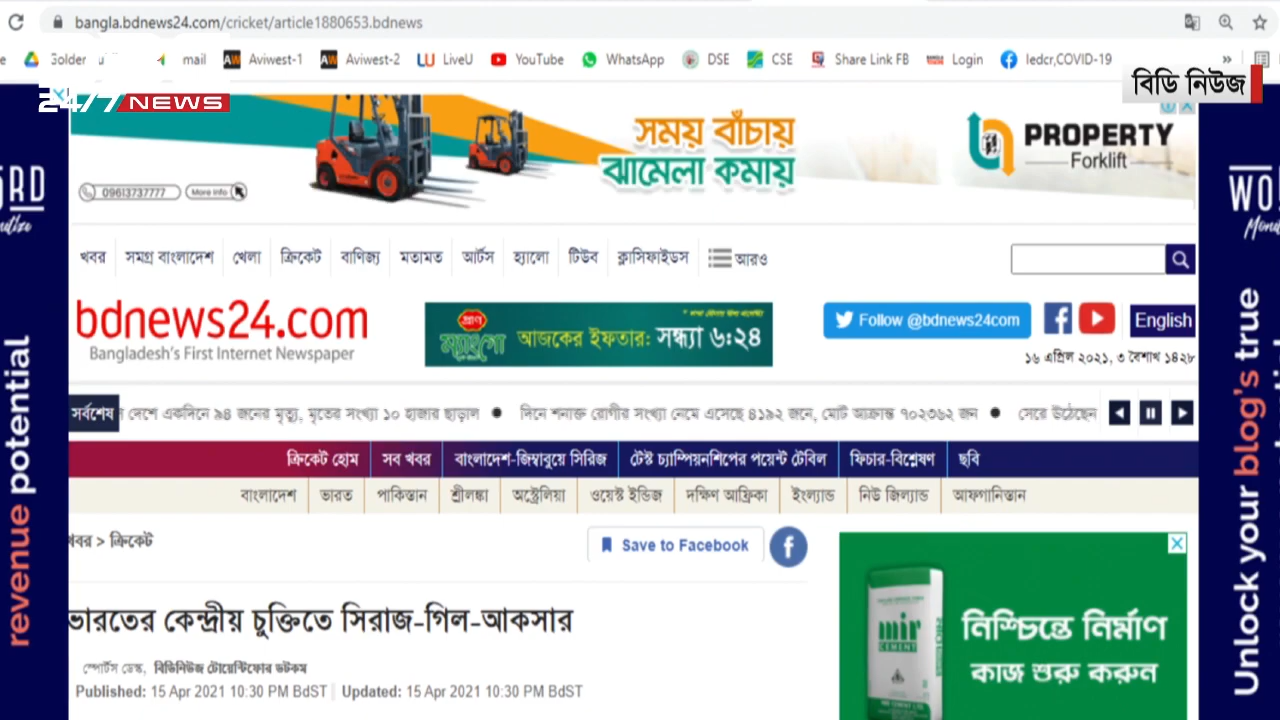 bangla.bdnews24.com/cricket/article1880653.bdnews
Golder
mail
Aviwest-1
Aviwest-2
LiveU
YouTube
WhatsApp
DSE
CSE
Share Link FB
Login
Iedcr,COVID-19
বিডি নিউজ
24/7 NEWS
সময় বাঁচায়
ঝামেলা কমায়
PROPERTY
Forklift
09613737777
More Info
খবর
সমগ্র বাংলাদেশ
খেলা
ক্রিকেট
বাণিজ্য
মতামত
আর্টস
হ্যালো
টিউব
ক্লাসিফাইডস
আরও
bdnews24.com
Bangladesh's First Internet Newspaper
প্রাণ
ম্যাংগো
আজকের ইফতার: সন্ধ্যা ৬:২৪
Follow @bdnews24com
English
১৬ এপ্রিল ২০২১, ৩ বৈশাখ ১৪২৮
সর্বশেষ
দেশে একদিনে ৯৪ জনের মৃত্যু, মৃতের সংখ্যা ১০ হাজার ছাড়াল ● দিনে শনাক্ত রোগীর সংখ্যা নেমে এসেছে ৪১৯২ জনে, মোট আক্রান্ত ৭০২৩৬২ জন ● সেরে উঠেছেন
ক্রিকেট হোম
সব খবর
বাংলাদেশ-জিম্বাবুয়ে সিরিজ
টেস্ট চ্যাম্পিয়নশিপের পয়েন্ট টেবিল
ফিচার-বিশ্লেষণ
ছবি
বাংলাদেশ
ভারত
পাকিস্তান
শ্রীলঙ্কা
অস্ট্রেলিয়া
ওয়েস্ট ইন্ডিজ
দক্ষিণ আফ্রিকা
ইংল্যান্ড
নিউ জিল্যান্ড
আফগানিস্তান
খবর > ক্রিকেট
Save to Facebook
ভারতের কেন্দ্রীয় চুক্তিতে সিরাজ-গিল-আকসার
স্পোর্টস ডেস্ক, বিডিনিউজ টোয়েন্টিফোর ডটকম
Published: 15 Apr 2021 10:30 PM BdST | Updated: 15 Apr 2021 10:30 PM BdST
mir
CEMENT
নিশ্চিন্তে নির্মাণ
কাজ শুরু করুন
revenue potential
Unlock your blog's true